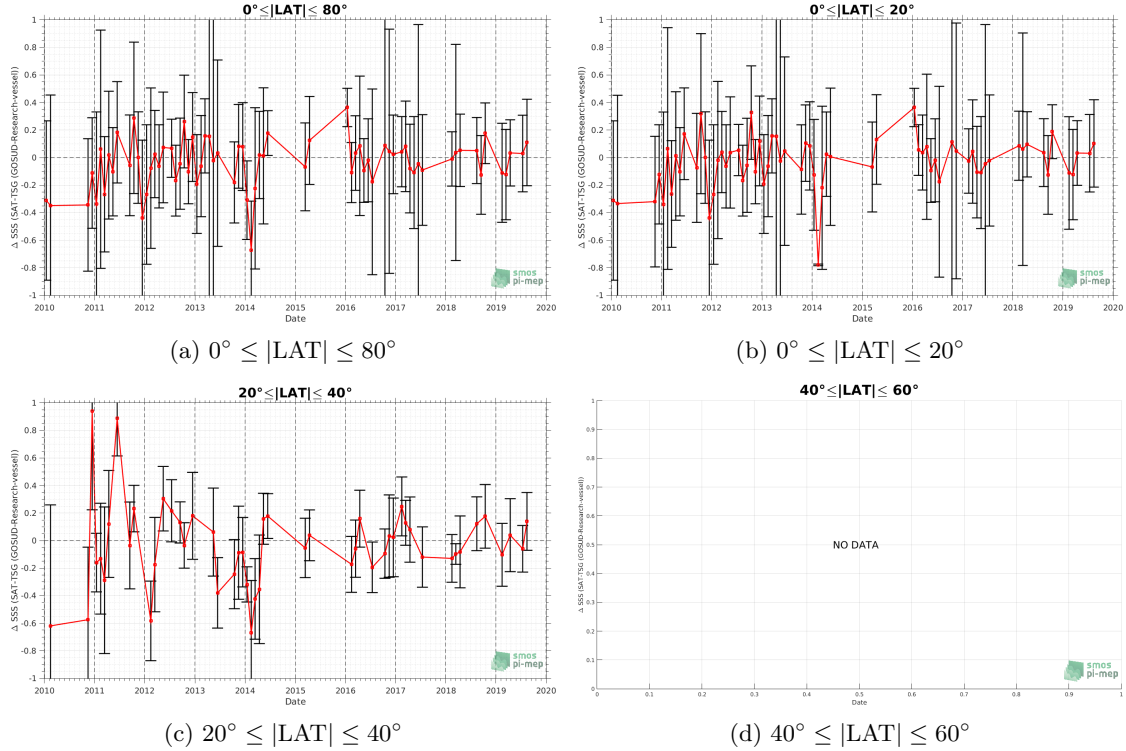 0°≤|LAT|≤ 80°
Δ SSS (SAT-TSG (GOSUD-Research-vessel))
1
0.8
0.6
0.4
0.2
0
-0.2
-0.4
-0.6
-0.8
-1
2010 2011 2012 2013 2014 2015 2016 2017 2018 2019 2020
Date
smos
pi-mep
(a) 0° ≤ |LAT| ≤ 80°
0°≤|LAT|≤ 20°
Δ SSS (SAT-TSG (GOSUD-Research-vessel))
1
0.8
0.6
0.4
0.2
0
-0.2
-0.4
-0.6
-0.8
-1
2010 2011 2012 2013 2014 2015 2016 2017 2018 2019 2020
Date
smos
pi-mep
(b) 0° ≤ |LAT| ≤ 20°
20°≤|LAT|≤ 40°
Δ SSS (SAT-TSG (GOSUD-Research-vessel))
1
0.8
0.6
0.4
0.2
0
-0.2
-0.4
-0.6
-0.8
-1
2010 2011 2012 2013 2014 2015 2016 2017 2018 2019 2020
Date
smos
pi-mep
(c) 20° ≤ |LAT| ≤ 40°
40°≤|LAT|≤ 60°
Δ SSS (SAT-TSG (GOSUD-Research-vessel))
1
0.9
0.8
0.7
0.6
0.5
0.4
0.3
0.2
0.1
0
NO DATA
0 0.1 0.2 0.3 0.4 0.5 0.6 0.7 0.8 0.9 1
Date
smos
pi-mep
(d) 40° ≤ |LAT| ≤ 60°